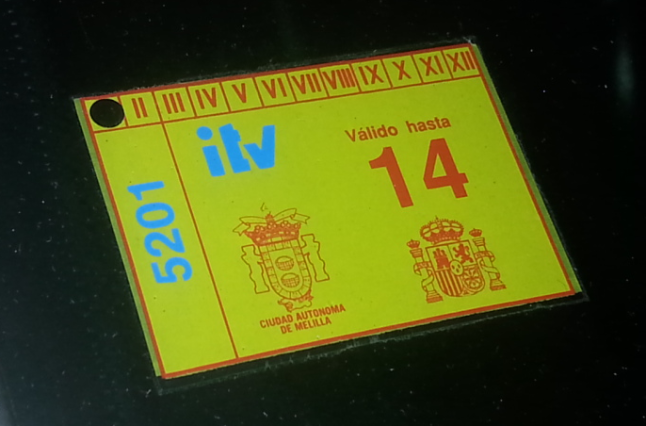 II III IV V VI VII VIII IX X XI XII
itv
Válido hasta
14
5201
CIUDAD AUTONOMA
DE MELILLA